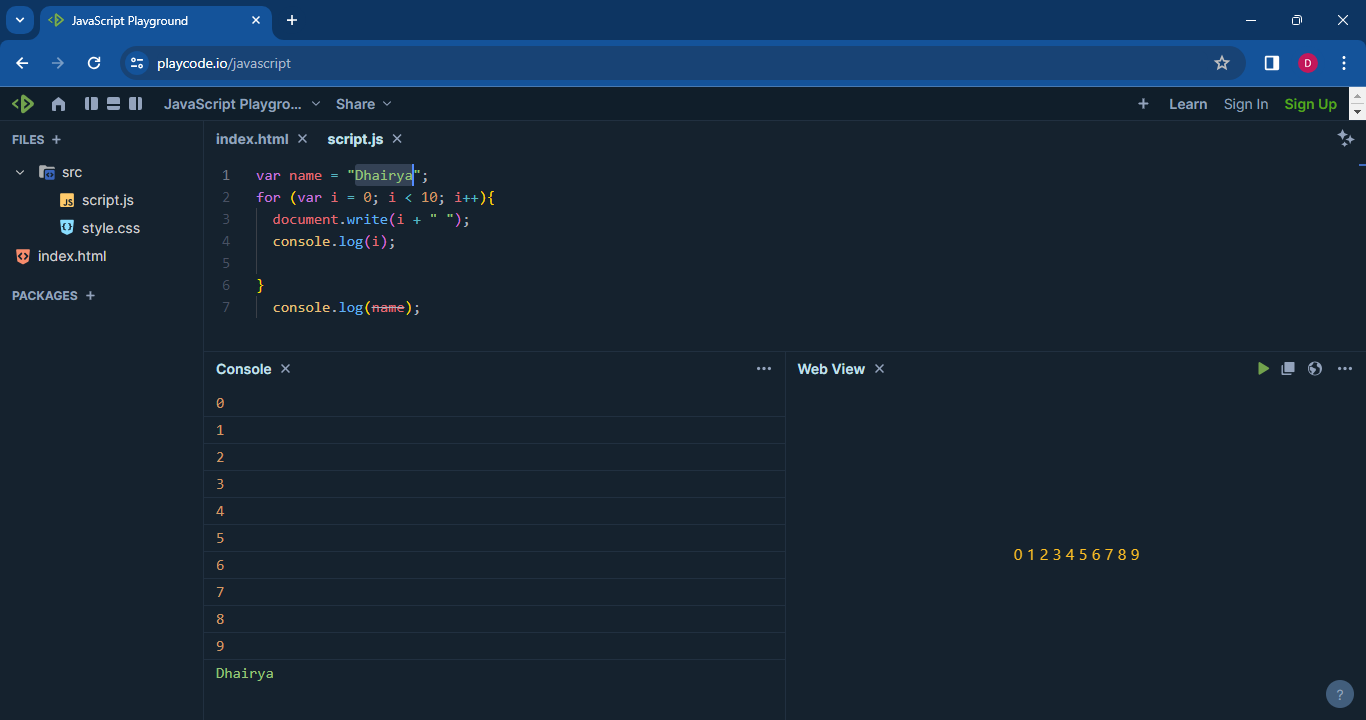 JavaScript Playground
playcode.io/javascript
D
JavaScript Playgro... Share
+ Learn Sign In Sign Up
FILES +
src
script.js
style.css
index.html
PACKAGES +
index.html script.js
1 var name = "Dhairya";
2 for (var i = 0; i < 10; i++){
3 document.write(i + " ");
4 console.log(i);
5
6 }
7 console.log(name);
Console
0
1
2
3
4
5
6
7
8
9
Dhairya
Web View
0 1 2 3 4 5 6 7 8 9
?